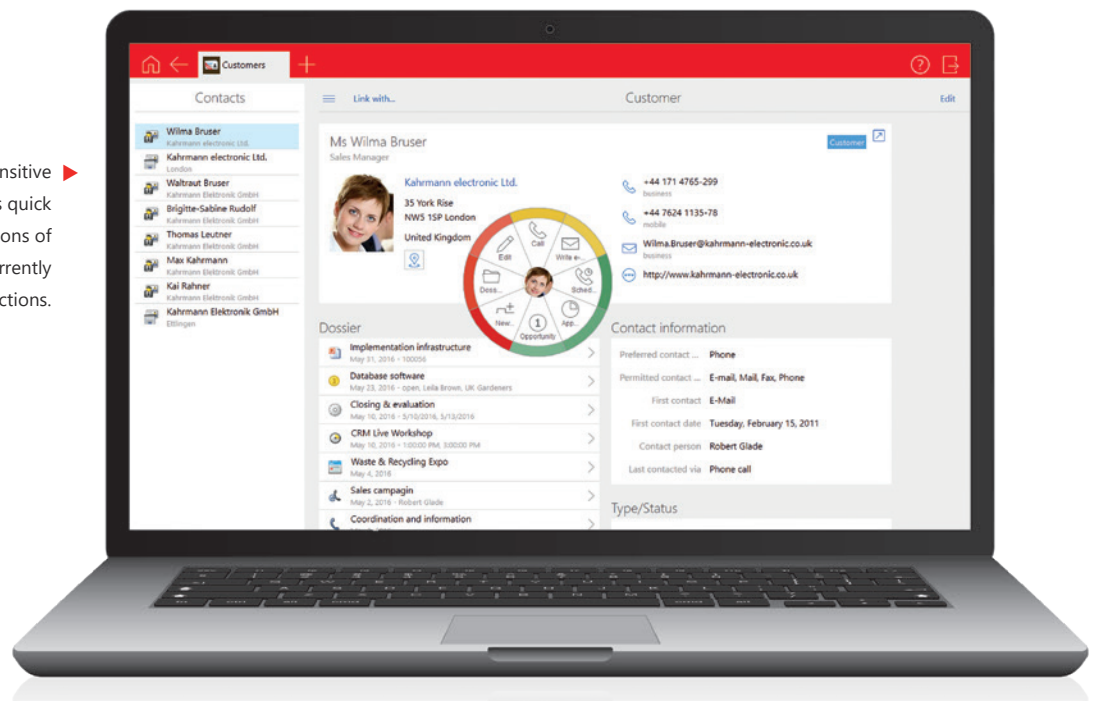 nsitive
s quick
ons of
rrently
ctions.
Customers
Contacts
Link with...
Customer
Edit
Wilma Bruser
Kahrmann electronic Ltd.
Kahrmann electronic Ltd.
London
Waltraut Bruser
Kahrmann Elektronik GmbH
Brigitte-Sabine Rudolf
Kahrmann Elektronik GmbH
Thomas Leutner
Kahrmann Elektronik GmbH
Max Kahrmann
Kahrmann Elektronik GmbH
Kai Rahner
Kahrmann Elektronik GmbH
Kahrmann Elektronik GmbH
Ettlingen
Ms Wilma Bruser
Sales Manager
Customer
Kahrmann electronic Ltd.
35 York Rise
NW5 1SP London
United Kingdom
+44 171 4765-299
business
+44 7624 1135-78
mobile
Wilma.Bruser@kahrmann-electronic.co.uk
business
http://www.kahrmann-electronic.co.uk
Call
Write e-...
Sched...
App...
1
Opportunity
New...
Doss...
Edit
Dossier
Implementation infrastructure
May 31, 2016 - 100056
Database software
May 23, 2016 - open, Leila Brown, UK Gardeners
Closing & evaluation
May 10, 2016 - 5/10/2016, 5/13/2016
CRM Live Workshop
May 10, 2016 - 1:00:00 PM, 3:00:00 PM
Waste & Recycling Expo
May 4, 2016
Sales campagin
May 2, 2016 - Robert Glade
Coordination and information
Contact information
Preferred contact ... Phone
Permitted contact ... E-mail, Mail, Fax, Phone
First contact E-Mail
First contact date Tuesday, February 15, 2011
Contact person Robert Glade
Last contacted via Phone call
Type/Status